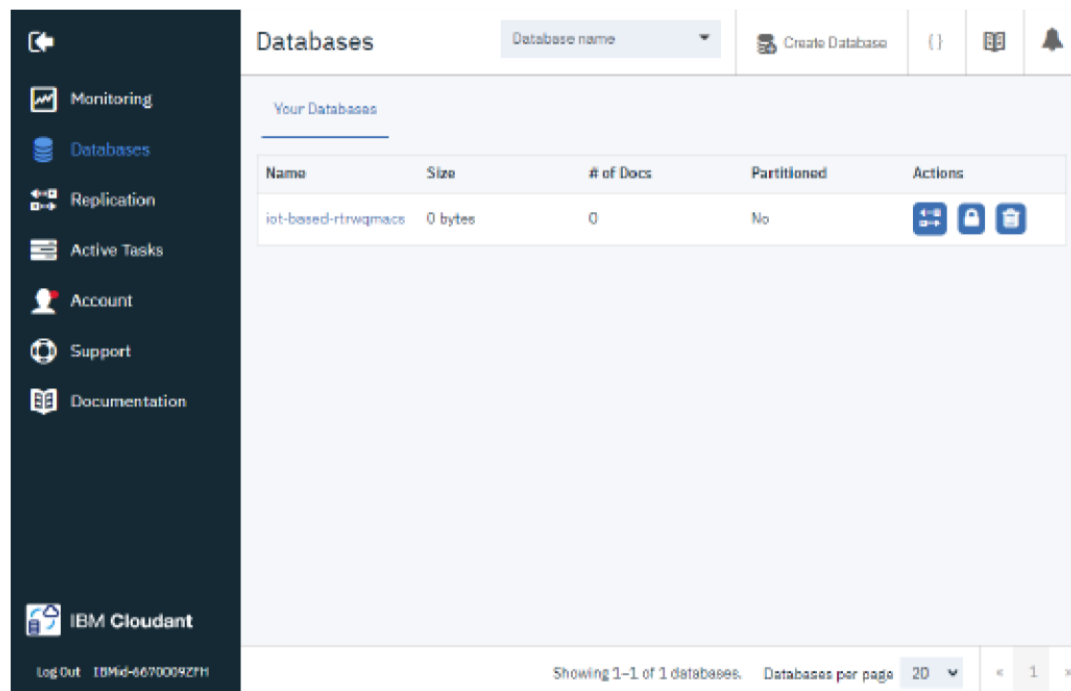 Databases
Database name
Create Database
{ }
Monitoring
Databases
Replication
Active Tasks
Account
Support
Documentation
Your Databases
Name Size # of Docs Partitioned Actions
iot-based-rtrwqmacs 0 bytes 0 No
IBM Cloudant
Log Out
Showing 1–1 of 1 databases. Databases per page 20 « 1 »